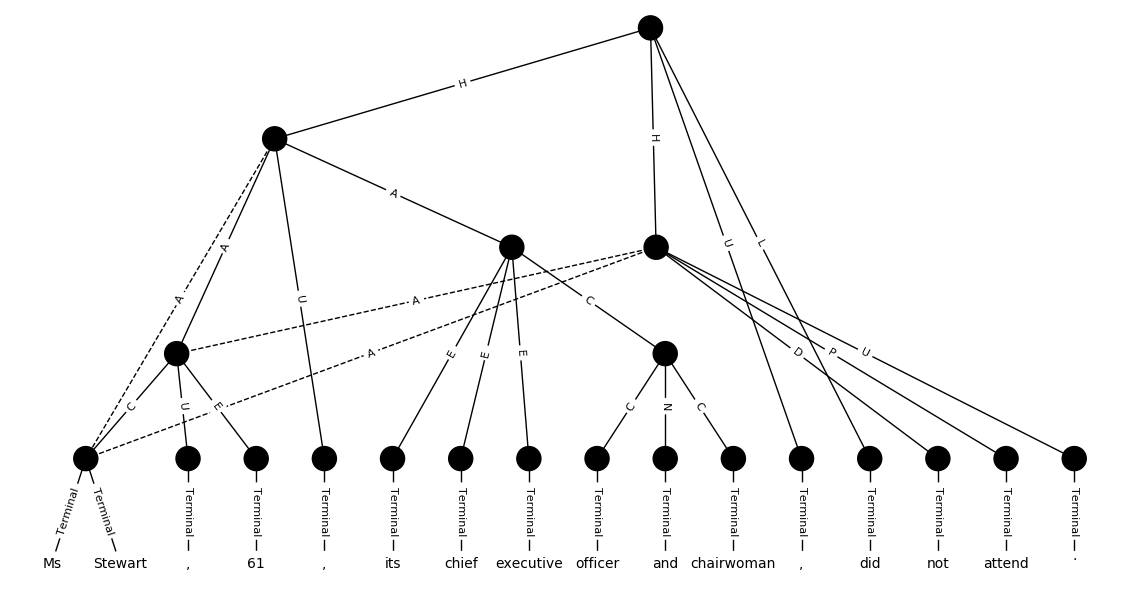 H
H
A
A
U
L
A
U
A
C
A
E
E
E
D
P
U
C
U
E
C
N
C
Terminal Terminal Terminal Terminal Terminal Terminal Terminal Terminal Terminal Terminal Terminal Terminal Terminal Terminal Terminal Terminal
Ms Stewart , 61 , its chief executive officer and chairwoman , did not attend .